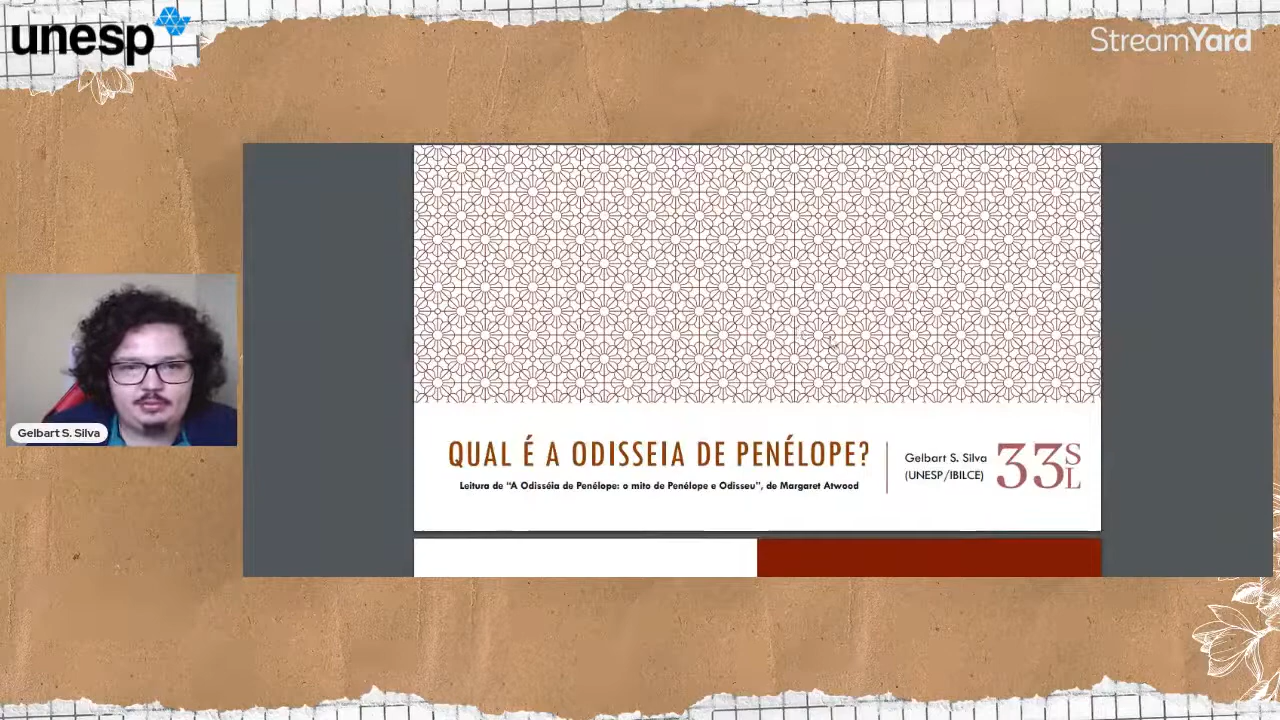 unesp
StreamYard
Gelbart S. Silva
QUAL É A ODISSEIA DE PENÉLOPE?
Leitura de “A Odisséia de Penélope: o mito de Penélope e Odisseu”, de Margaret Atwood
Gelbart S. Silva
(UNESP/IBILCE)
33SL